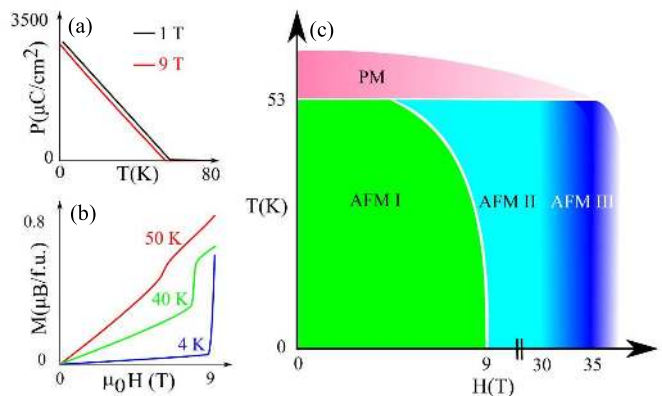 3500
(a)
1 T
9 T
P(μC/cm²)
0
0
T(K)
80
(b)
0.8
50 K
40 K
4 K
M(μB/f.u.)
0
0
μ₀H (T)
9
(c)
PM
53
AFM I
AFM II
AFM III
T(K)
0
9
30
35
H(T)